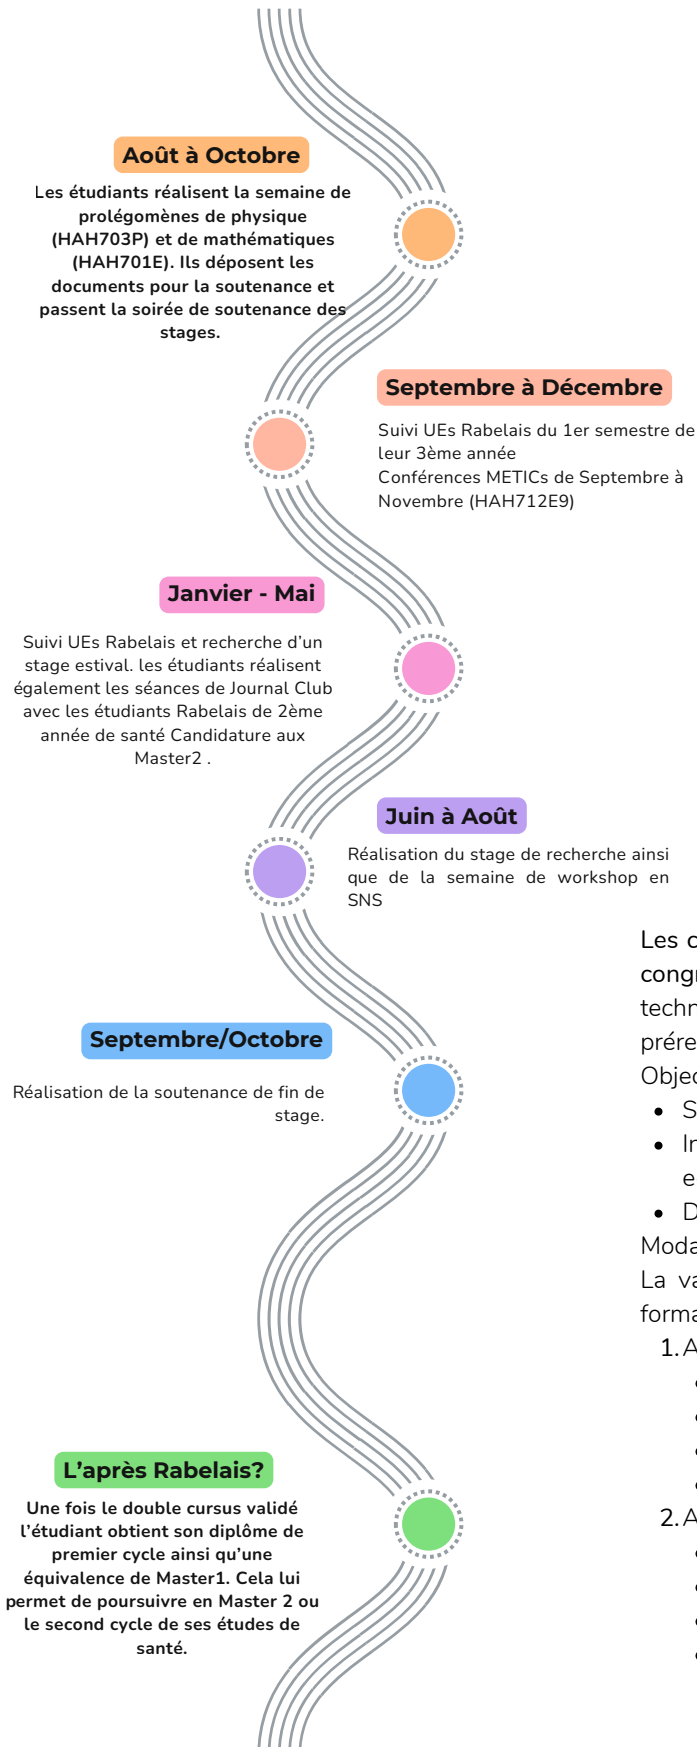 Août à Octobre
Les étudiants réalisent la semaine de
prolégomènes de physique
(HAH703P) et de mathématiques
(HAH701E). Ils déposent les
documents pour la soutenance et
passent la soirée de soutenance des
stages.
Septembre à Décembre
Suivi UEs Rabelais du 1er semestre de
leur 3ème année
Conférences METICs de Septembre à
Novembre (HAH712E9)
Janvier - Mai
Suivi UEs Rabelais et recherche d’un
stage estival. les étudiants réalisent
également les séances de Journal Club
avec les étudiants Rabelais de 2ème
année de santé Candidature aux
Master2 .
Juin à Août
Réalisation du stage de recherche ainsi
que de la semaine de workshop en
SNS
Septembre/Octobre
Réalisation de la soutenance de fin de
stage.
L’après Rabelais?
Une fois le double cursus validé
l’étudiant obtient son diplôme de
premier cycle ainsi qu’une
équivalence de Master1. Cela lui
permet de poursuivre en Master 2 ou
le second cycle de ses études de
santé.
Les
La
1.
2.